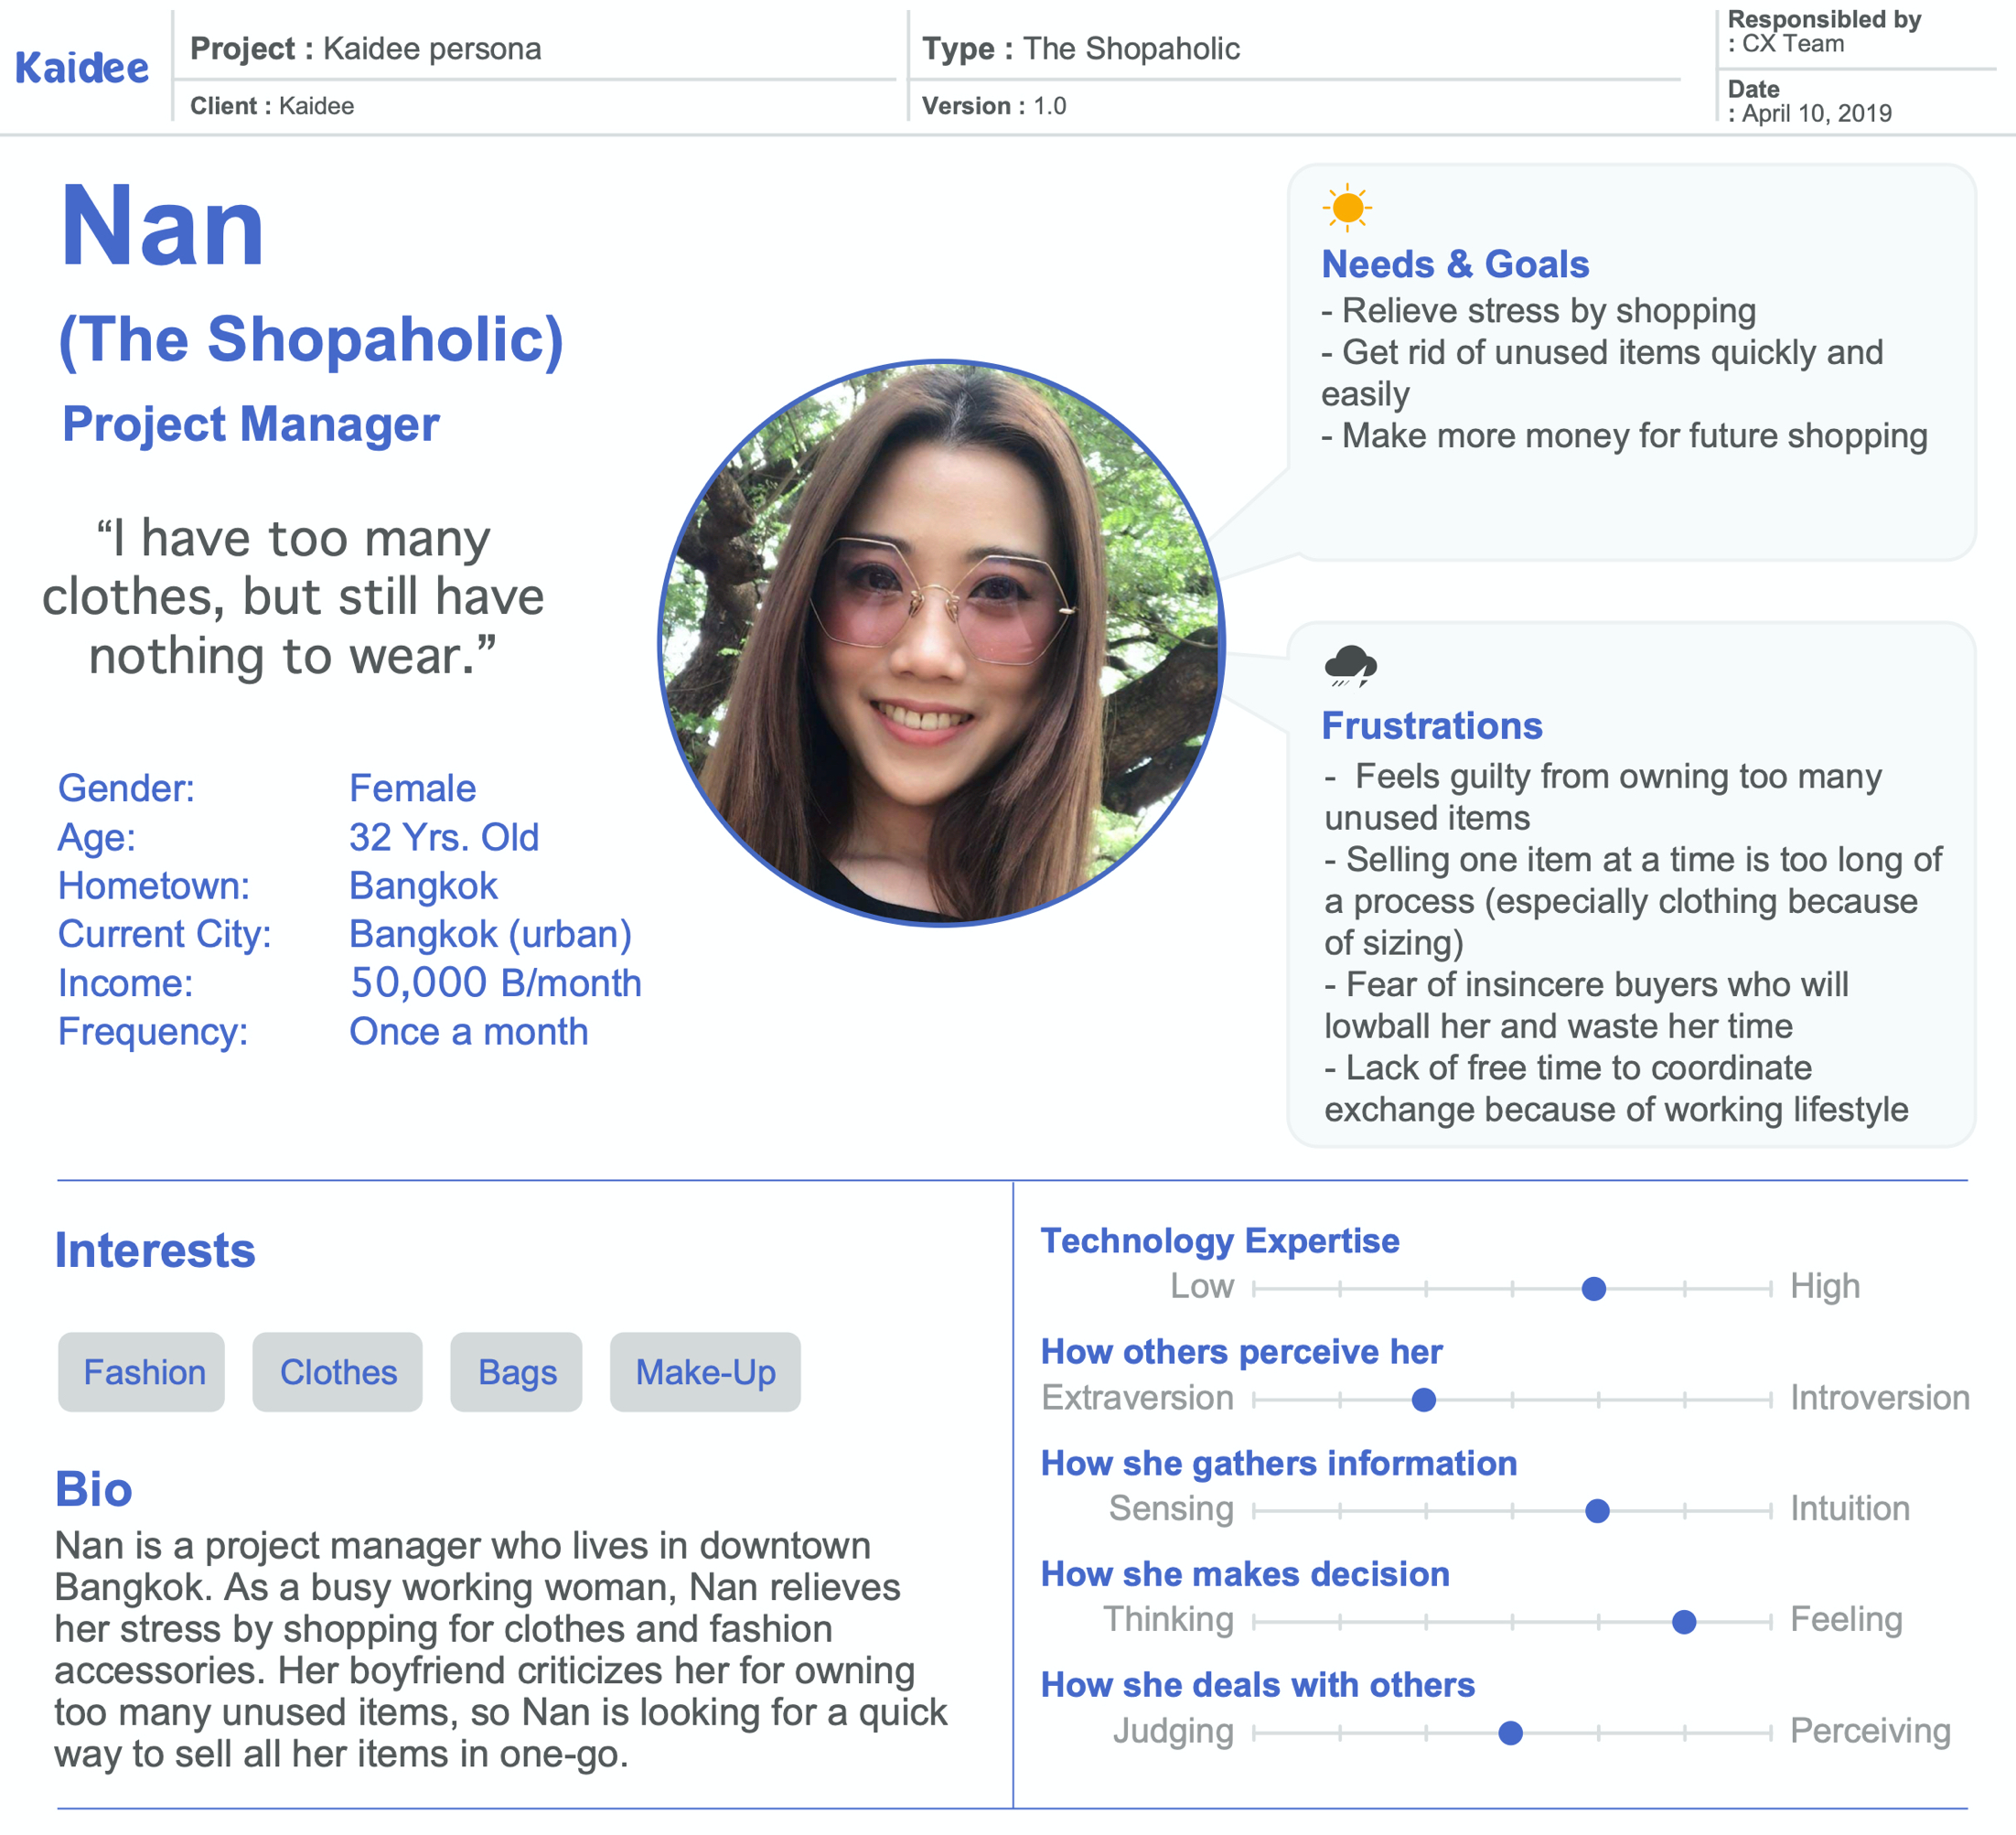 Kaidee
Project : Kaidee persona
Client : Kaidee
Type : The Shopaholic
Version : 1.0
Responsibled by
: CX Team
Date
: April 10, 2019
Nan
(The Shopaholic)
Project Manager
“I have too many
clothes, but still have
nothing to wear.”
Gender: Female
Age: 32 Yrs. Old
Hometown: Bangkok
Current City: Bangkok (urban)
Income: 50,000 B/month
Frequency: Once a month
Needs & Goals
- Relieve stress by shopping
- Get rid of unused items quickly and
easily
- Make more money for future shopping
Frustrations
- Feels guilty from owning too many
unused items
- Selling one item at a time is too long of
a process (especially clothing because
of sizing)
- Fear of insincere buyers who will
lowball her and waste her time
- Lack of free time to coordinate
exchange because of working lifestyle
Interests
Fashion Clothes Bags Make-Up
Bio
Nan is a project manager who lives in downtown
Bangkok. As a busy working woman, Nan relieves
her stress by shopping for clothes and fashion
accessories. Her boyfriend criticizes her for owning
too many unused items, so Nan is looking for a quick
way to sell all her items in one-go.
Technology Expertise
Low High
How others perceive her
Extraversion Introversion
How she gathers information
Sensing Intuition
How she makes decision
Thinking Feeling
How she deals with others
Judging Perceiving